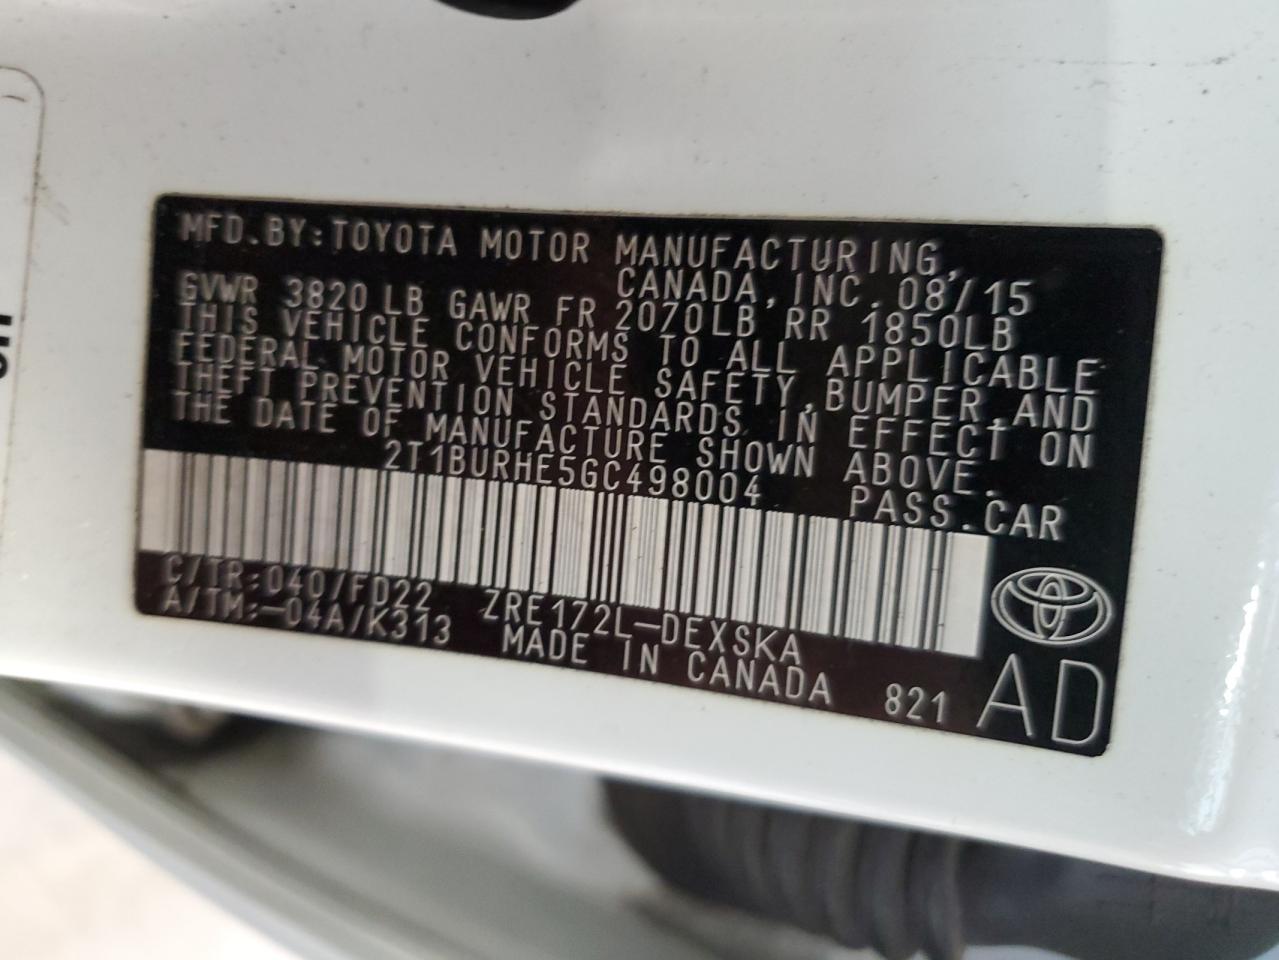 MFD.BY:TOYOTA MOTOR MANUFACTURING,
CANADA,INC. 08/15
GVWR 3820 LB GAWR FR 2070LB RR 1850LB
THIS VEHICLE CONFORMS TO ALL APPLICABLE
FEDERAL MOTOR VEHICLE SAFETY,BUMPER,AND
THEFT PREVENTION STANDARDS IN EFFECT ON
THE DATE OF MANUFACTURE SHOWN ABOVE.
2T1BURHE5GC498004 PASS.CAR
C/TR:040/FD22 ZRE172L-DEXSKA
A/TM:-04A/K313 MADE IN CANADA 821
AD